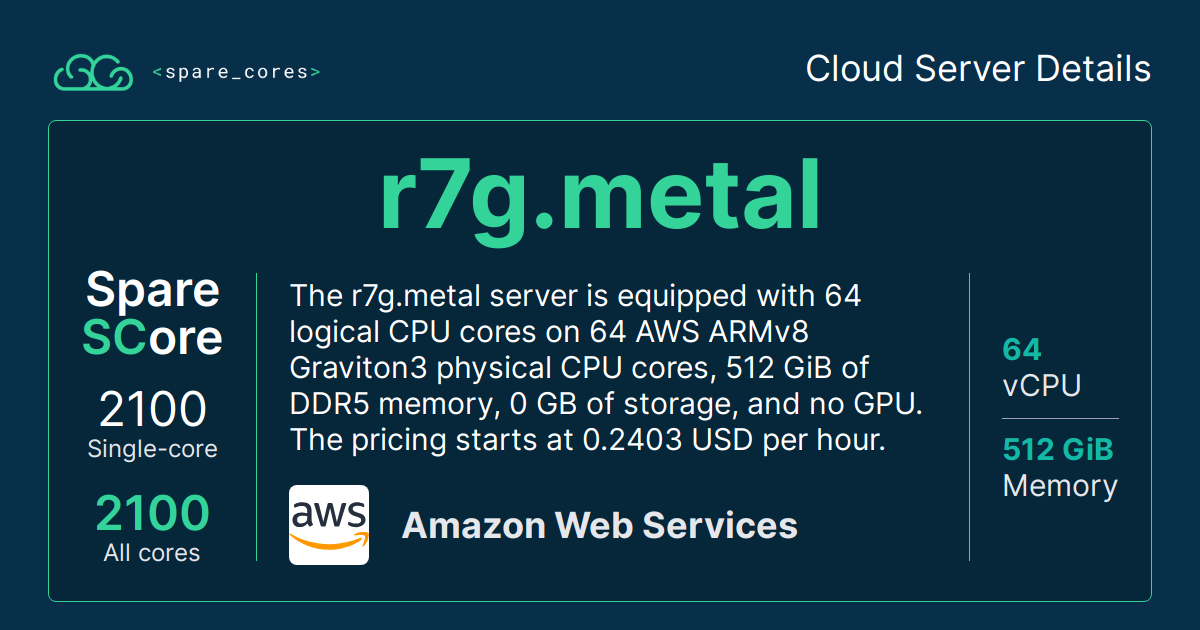 <spare_cores>
Cloud Server Details
r7g.metal
Spare
SCore
2100
Single-core
2100
All cores
The r7g.metal server is equipped with 64
logical CPU cores on 64 AWS ARMv8
Graviton3 physical CPU cores, 512 GiB of
DDR5 memory, 0 GB of storage, and no GPU.
The pricing starts at 0.2403 USD per hour.
aws
Amazon Web Services
64
vCPU
512 GiB
Memory